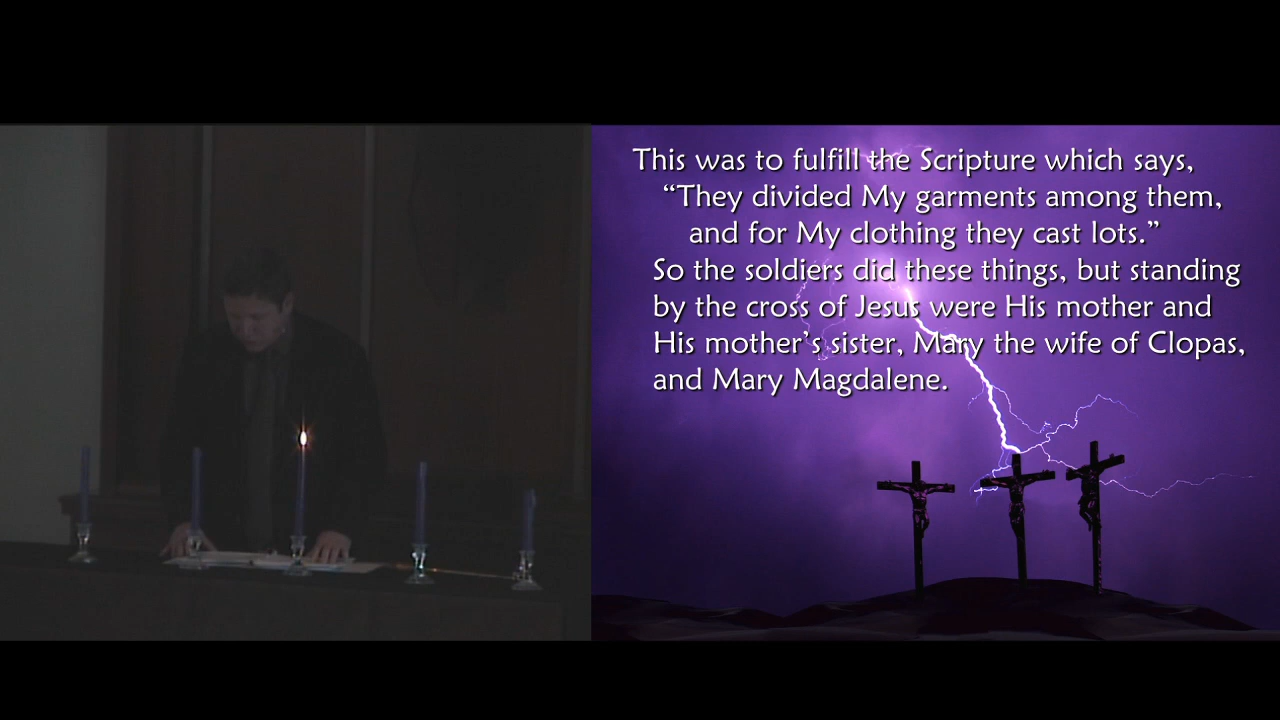 This was to fulfill the Scripture which says,
“They divided My garments among them,
and for My clothing they cast lots.”
So the soldiers did these things, but standing
by the cross of Jesus were His mother and
His mother’s sister, Mary the wife of Clopas,
and Mary Magdalene.